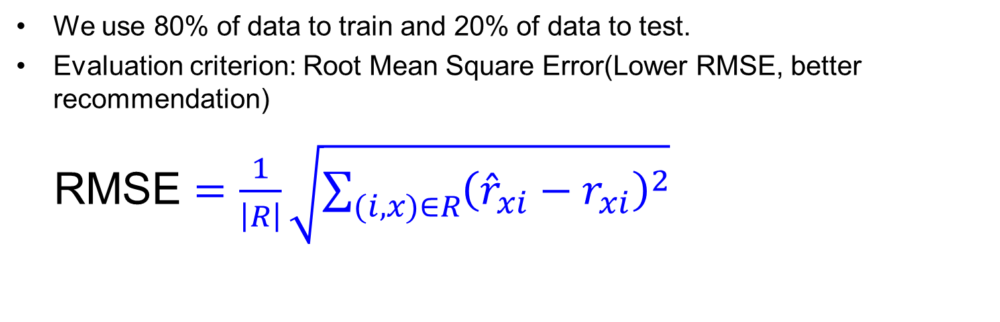 • We use 80% of data to train and 20% of data to test.
• Evaluation criterion: Root Mean Square Error(Lower RMSE, better
recommendation)
RMSE = \frac{1}{|R|} \sqrt{\sum_{(i,x)\in R} (\hat{r}_{xi} - r_{xi})^2}